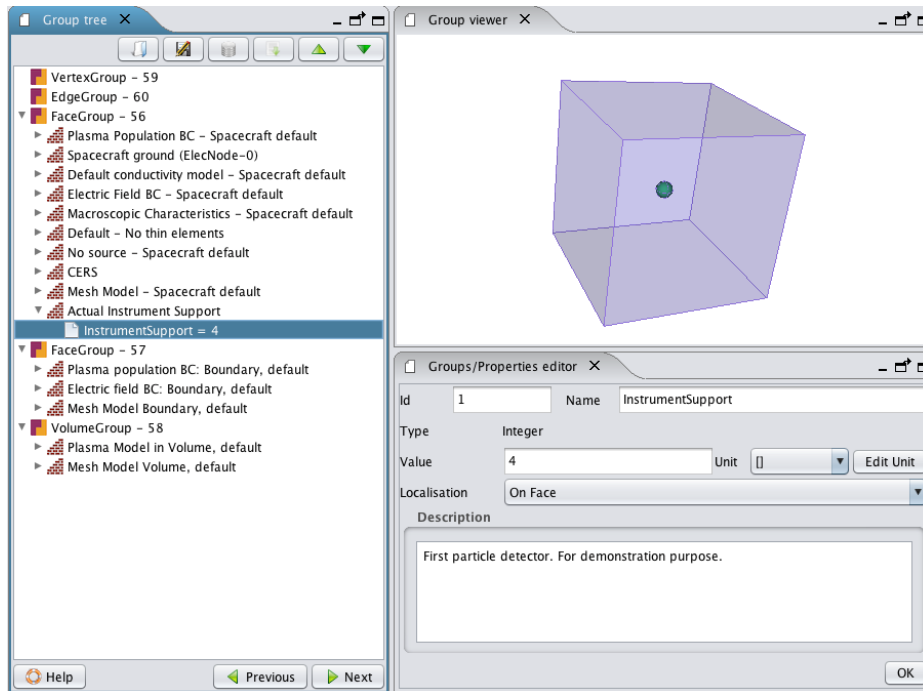 Group tree
VertexGroup - 59
EdgeGroup - 60
FaceGroup - 56
Plasma Population BC - Spacecraft default
Spacecraft ground (ElecNode-0)
Default conductivity model - Spacecraft default
Electric Field BC - Spacecraft default
Macroscopic Characteristics - Spacecraft default
Default - No thin elements
No source - Spacecraft default
CERS
Mesh Model - Spacecraft default
Actual Instrument Support
InstrumentSupport = 4
FaceGroup - 57
Plasma population BC: Boundary, default
Electric field BC: Boundary, default
Mesh Model Boundary, default
VolumeGroup - 58
Plasma Model in Volume, default
Mesh Model Volume, default
Help Previous Next
Group viewer
Groups/Properties editor
Id 1 Name InstrumentSupport
Type Integer
Value 4 Unit [] Edit Unit
Localisation On Face
Description
First particle detector. For demonstration purpose.
OK